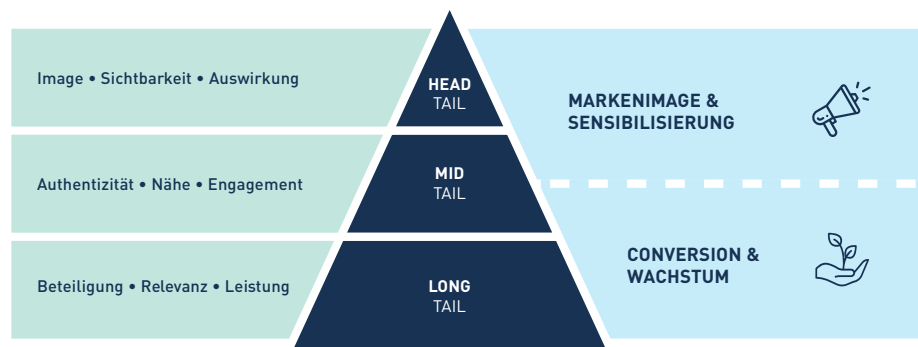 Image • Sichtbarkeit • Auswirkung
HEAD
TAIL
MARKENIMAGE &
SENSIBILISIERUNG
Authentizität • Nähe • Engagement
MID
TAIL
Beteiligung • Relevanz • Leistung
LONG
TAIL
CONVERSION &
WACHSTUM